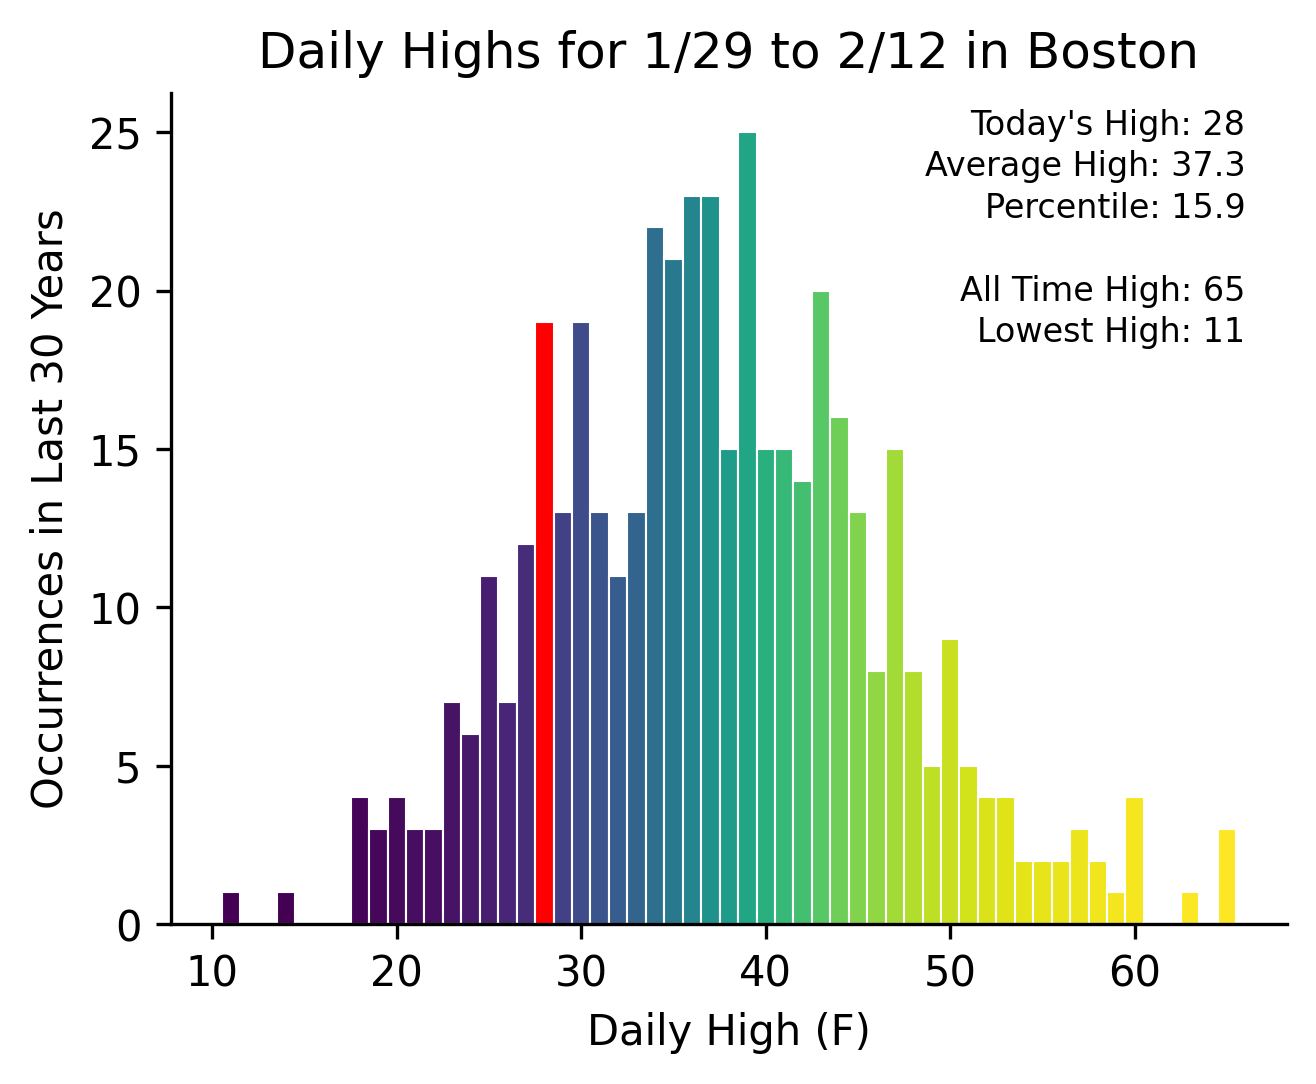 Daily Highs for 1/29 to 2/12 in Boston
Today's High: 28
Average High: 37.3
Percentile: 15.9
All Time High: 65
Lowest High: 11
Occurrences in Last 30 Years
25
20
15
10
5
0
10 20 30 40 50 60
Daily High (F)